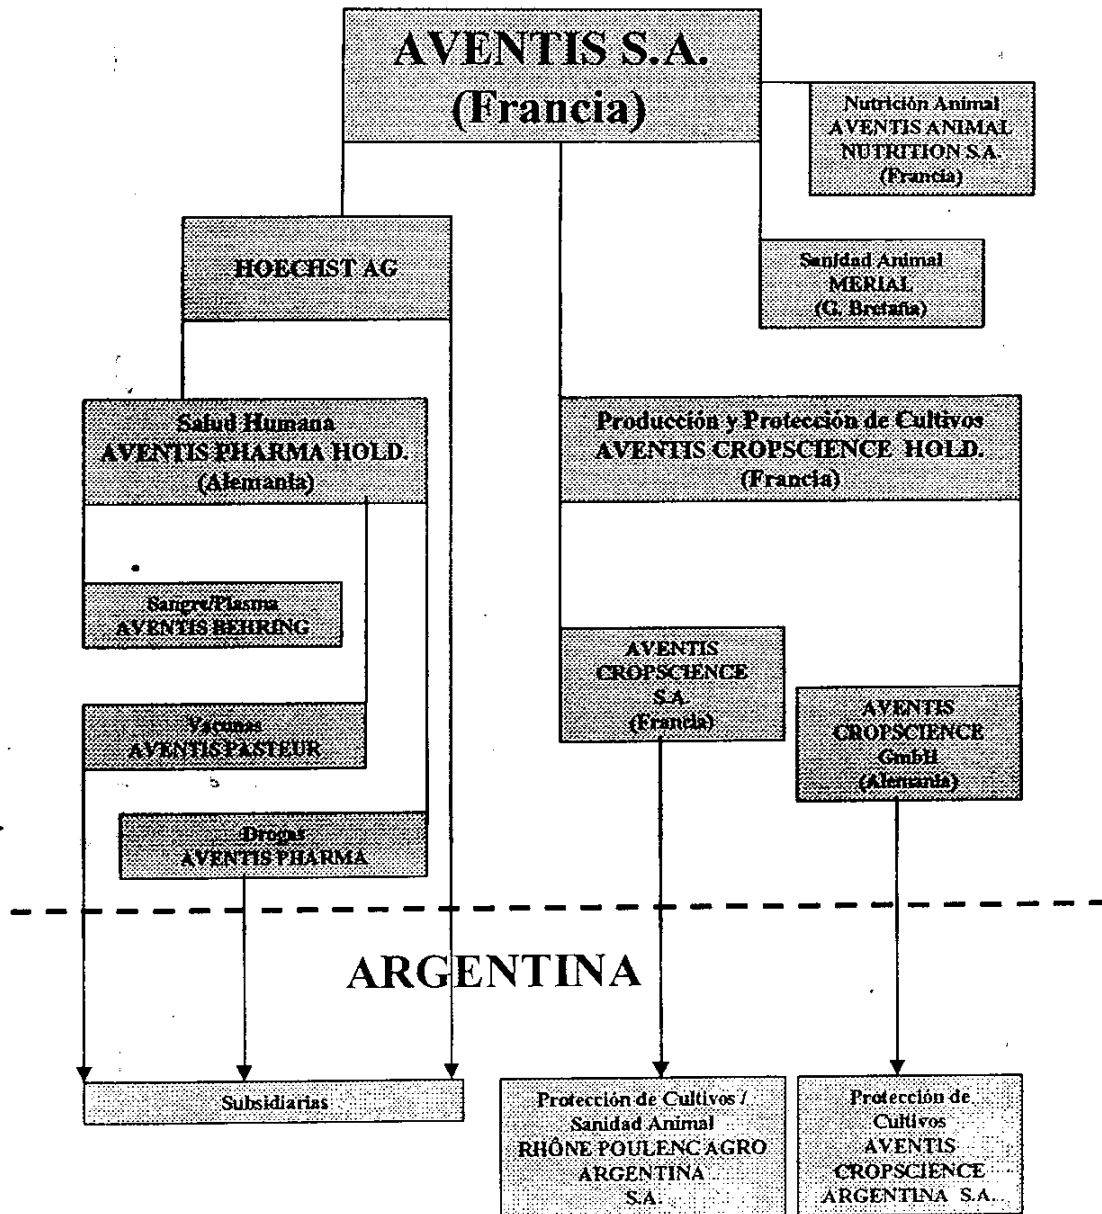 AVENTIS S.A.
(Francia)
Nutrición Animal
AVENTIS ANIMAL
NUTRITION S.A.
(Francia)
HOECHST AG
Sanidad Animal
MERIAL
(G. Bretaña)
Salud Humana
AVENTIS PHARMA HOLD.
(Alemania)
Producción y Protección de Cultivos
AVENTIS CROPSCIENCE HOLD.
(Francia)
Sangre/Plasma
AVENTIS BEHRING
AVENTIS
CROPSCIENCE
S.A.
(Francia)
Vacunas
AVENTIS PASTEUR
AVENTIS
CROPSCIENCE
GmbH
(Alemania)
Drogas
AVENTIS PHARMA
ARGENTINA
Subsidiarias
Protección de Cultivos /
Sanidad Animal
RHÔNE POULENC AGRO
ARGENTINA
S.A.
Protección de
Cultivos
AVENTIS
CROPSCIENCE
ARGENTINA S.A.